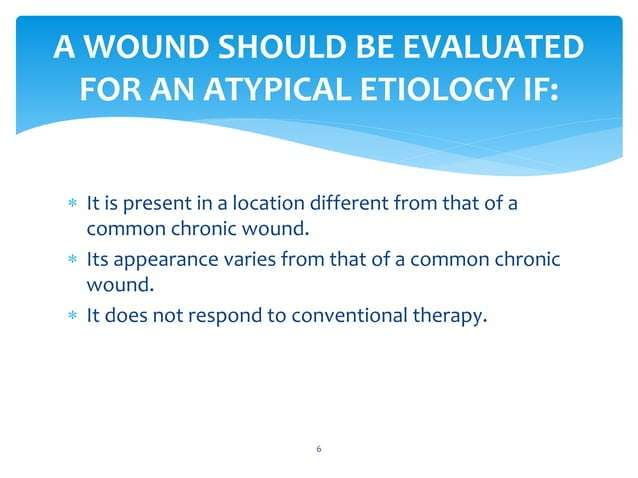 A WOUND SHOULD BE EVALUATED
FOR AN ATYPICAL ETIOLOGY IF:
* It is present in a location different from that of a
common chronic wound.
* Its appearance varies from that of a common chronic
wound.
* It does not respond to conventional therapy.
6